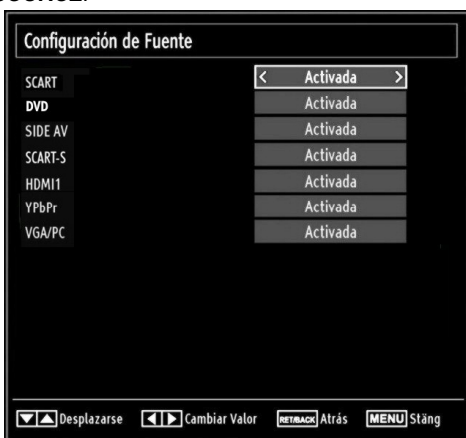 Configuración de Fuente
SCART < Activada >
DVD Activada
SIDE AV Activada
SCART-S Activada
HDMI1 Activada
YPbPr Activada
VGA/PC Activada
Desplazarse Cambiar Valor RET/BACK Atrás MENU Stäng